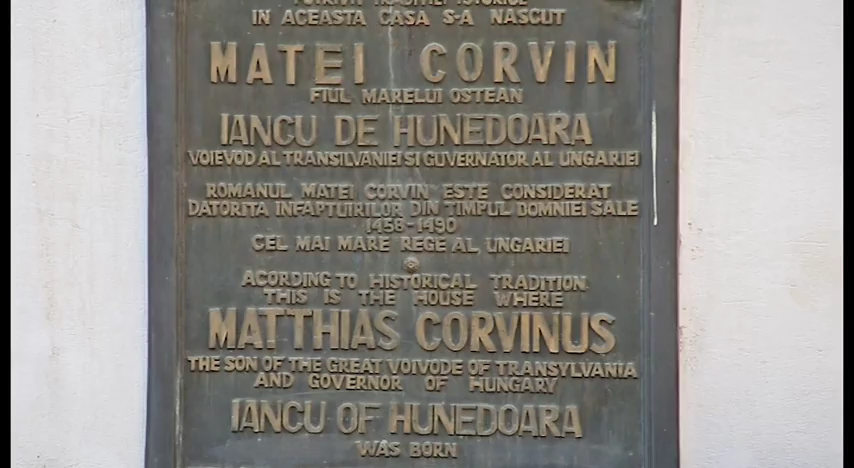 POTRIVIT TRADITIEI ISTORICE
IN ACEASTA CASA S-A NASCUT
MATEI CORVIN
FIUL MARELUI OSTEAN
IANCU DE HUNEDOARA
VOIEVOD AL TRANSILVANIEI SI GUVERNATOR AL UNGARIEI
ROMANUL MATEI CORVIN ESTE CONSIDERAT
DATORITA INFAPTUIRILOR DIN TIMPUL DOMNIEI SALE
1458-1490
CEL MAI MARE REGE AL UNGARIEI
ACORDING TO HISTORICAL TRADITION
THIS IS THE HOUSE WHERE
MATTHIAS CORVINUS
THE SON OF THE GREAT VOIVODE OF TRANSYLVANIA
AND GOVERNOR OF HUNGARY
IANCU OF HUNEDOARA
WAS BORN